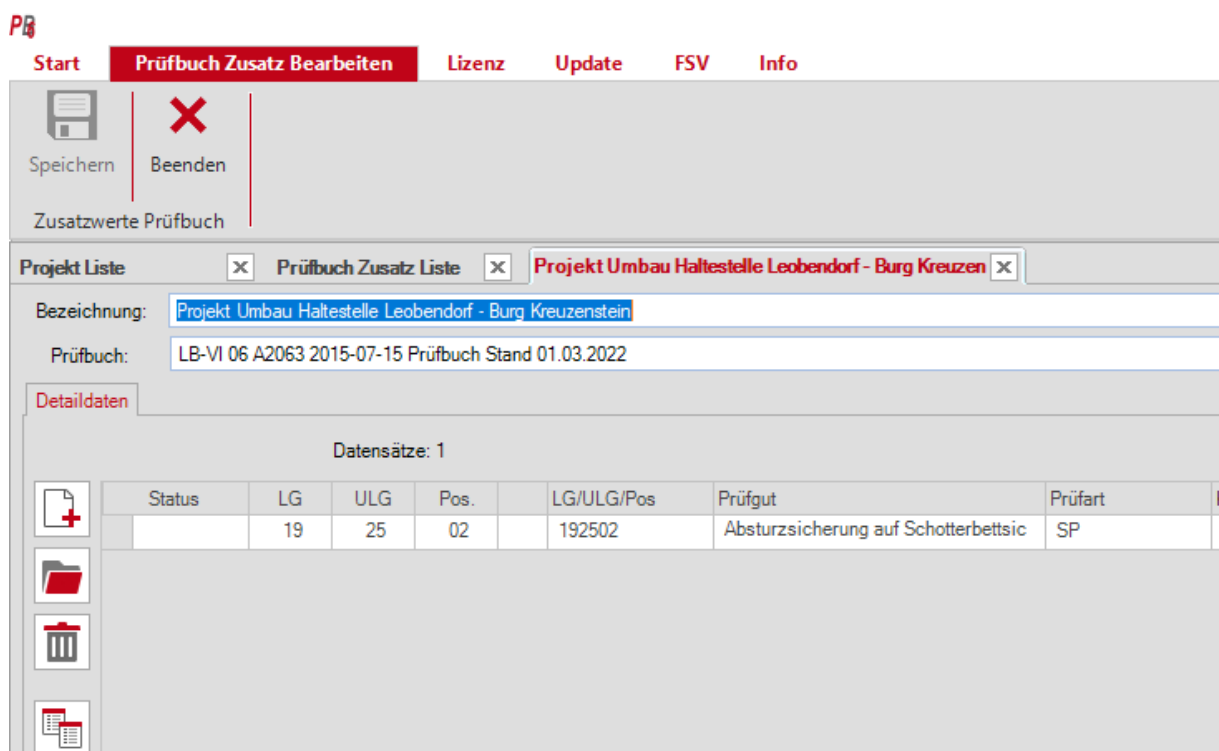 PB
Start Prüfbuch Zusatz Bearbeiten Lizenz Update FSV Info
Speichern Beenden
Zusatzwerte Prüfbuch
Projekt Liste Prüfbuch Zusatz Liste Projekt Umbau Haltestelle Leobendorf - Burg Kreuzen
Bezeichnung: Projekt Umbau Haltestelle Leobendorf - Burg Kreuzenstein
Prüfbuch: LB-VI 06 A2063 2015-07-15 Prüfbuch Stand 01.03.2022
Detaildaten
Datensätze: 1
Status LG ULG Pos. LG/ULG/Pos Prüfgut Prüfart
19 25 02 192502 Absturzsicherung auf Schotterbettsic SP